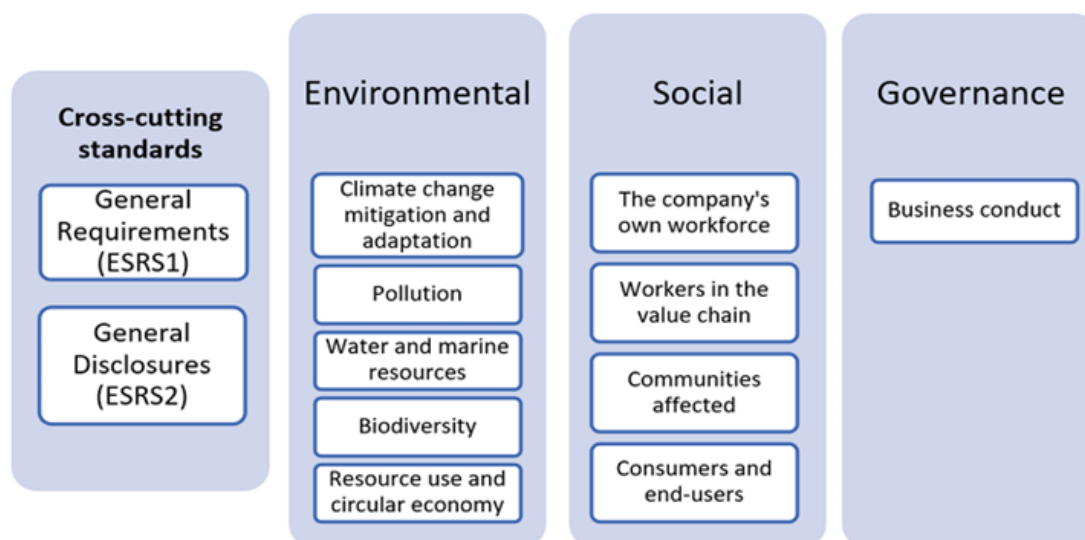 Cross-cutting
standards
General
Requirements
(ESRS1)
General
Disclosures
(ESRS2)
Environmental
Climate change
mitigation and
adaptation
Pollution
Water and marine
resources
Biodiversity
Resource use and
circular economy
Social
The company's
own workforce
Workers in the
value chain
Communities
affected
Consumers and
end-users
Governance
Business conduct